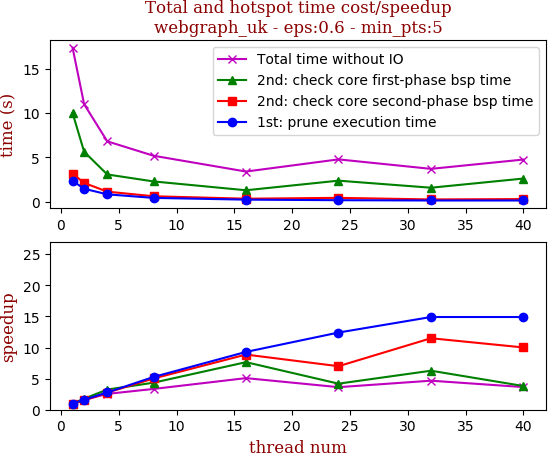 Total and hotspot time cost/speedup
webgraph_uk - eps:0.6 - min_pts:5
time (s)
15
10
5
0
Total time without IO
2nd: check core first-phase bsp time
2nd: check core second-phase bsp time
1st: prune execution time
0 5 10 15 20 25 30 35 40
speedup
25
20
15
10
5
0
0 5 10 15 20 25 30 35 40
thread num